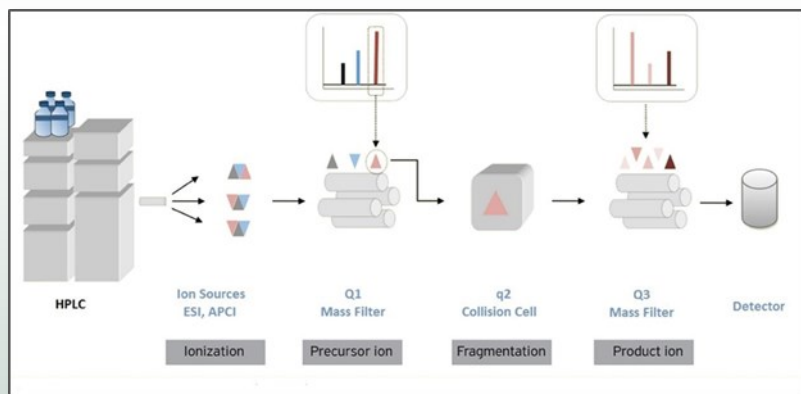 HPLC
Ion Sources
ESI, APCI
Q1
Mass Filter
q2
Collision Cell
Q3
Mass Filter
Detector
Ionization
Precursor ion
Fragmentation
Product ion